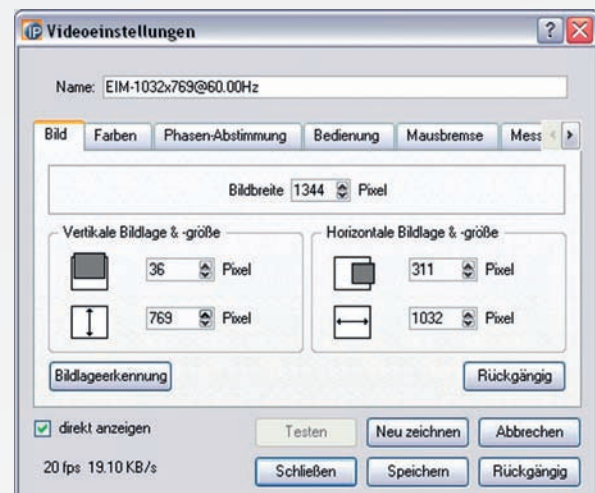 IP Videoeinstellungen
Name: EIM-1032x769@60.00Hz
Bild Farben Phasen-Abstimmung Bedienung Mausbremse Mess
Bildbreite 1344 Pixel
Vertikale Bildlage & -größe
36 Pixel
769 Pixel
Horizontale Bildlage & -größe
311 Pixel
1032 Pixel
Bildlageerkennung Rückgängig
direkt anzeigen Testen Neu zeichnen Abbrechen
20 fps 19.10 KB/s Schließen Speichern Rückgängig